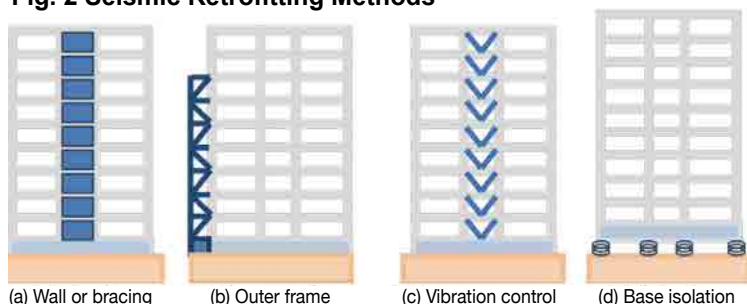 Fig. 2 Seismic Retrofitting Methods
(a) Wall or bracing
(b) Outer frame
(c) Vibration control
(d) Base isolation